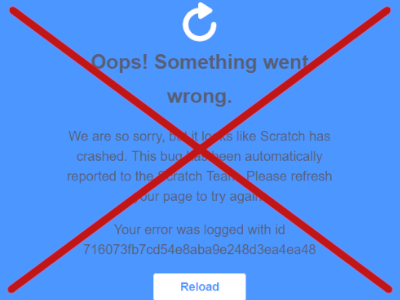 Oops! Something went
wrong.
We are so sorry, but it looks like Scratch has
crashed. This bug has been automatically
reported to the Scratch Team. Please refresh
your page to try again.
Your error was logged with id
716073fb7cd54e8aba9e248d3ea4ea48
Reload